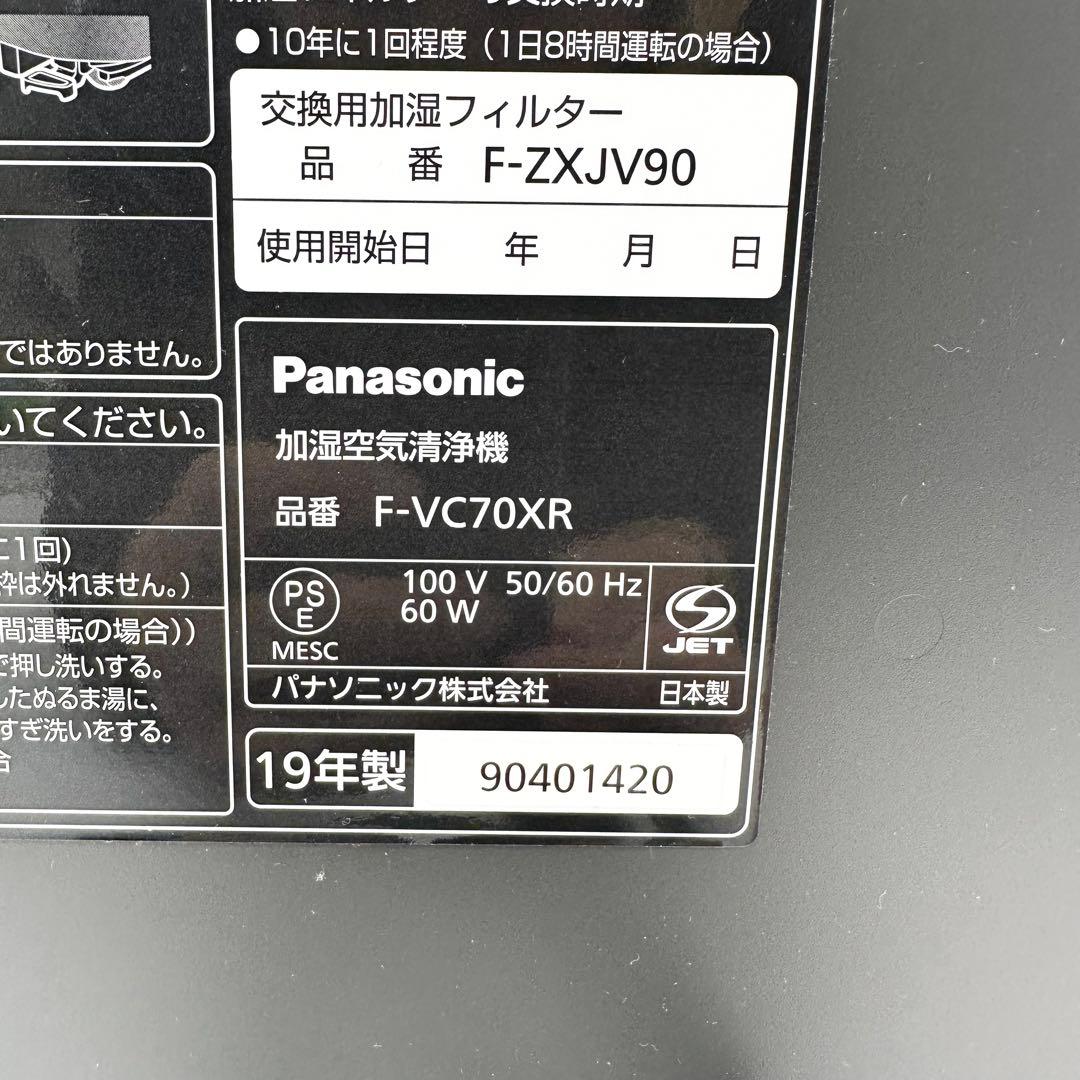 ●10年に1回程度（1日8時間運転の場合）
交換用加湿フィルター
品 番 F-ZXJV90
使用開始日 年 月 日
ではありません。
いてください。
に1回)
枠は外れません。)
間運転の場合))
で押し洗いする。
したぬるま湯に、
すぎ洗いをする。
合
Panasonic
加湿空気清浄機
品番 F-VC70XR
PS
E
MESC
100 V 50/60 Hz
60 W
S
JET
パナソニック株式会社 日本製
19年製 90401420